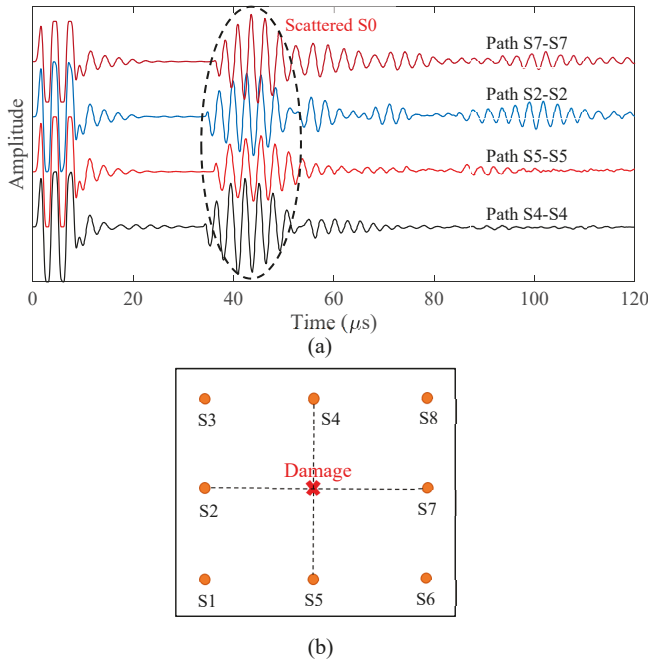 Scattered S0
Path S7-S7
Path S2-S2
Path S5-S5
Path S4-S4
Amplitude
0 20 40 60 80 100 120
Time (μs)
(a)
S3 S4 S8
Damage
S2 S7
S1 S5 S6
(b)